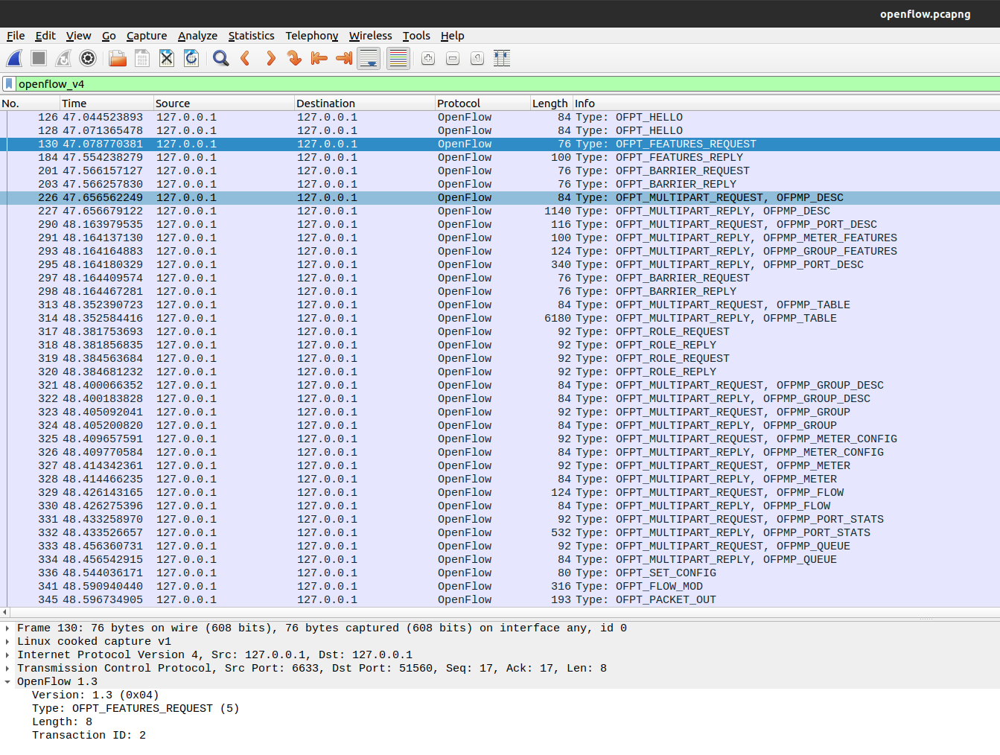 openflow.pcapng
File Edit View Go Capture Analyze Statistics Telephony Wireless Tools Help
openflow_v4
No. Time Source Destination Protocol Length Info
126 47.044523893 127.0.0.1 127.0.0.1 OpenFlow 84 Type: OFPT_HELLO
128 47.071365478 127.0.0.1 127.0.0.1 OpenFlow 84 Type: OFPT_HELLO
130 47.078770381 127.0.0.1 127.0.0.1 OpenFlow 76 Type: OFPT_FEATURES_REQUEST
184 47.554238279 127.0.0.1 127.0.0.1 OpenFlow 100 Type: OFPT_FEATURES_REPLY
201 47.566157127 127.0.0.1 127.0.0.1 OpenFlow 76 Type: OFPT_BARRIER_REQUEST
203 47.566257830 127.0.0.1 127.0.0.1 OpenFlow 76 Type: OFPT_BARRIER_REPLY
226 47.656562249 127.0.0.1 127.0.0.1 OpenFlow 84 Type: OFPT_MULTIPART_REQUEST, OFPMP_DESC
227 47.656679122 127.0.0.1 127.0.0.1 OpenFlow 1140 Type: OFPT_MULTIPART_REPLY, OFPMP_DESC
290 48.163979535 127.0.0.1 127.0.0.1 OpenFlow 116 Type: OFPT_MULTIPART_REQUEST, OFPMP_PORT_DESC
291 48.164137130 127.0.0.1 127.0.0.1 OpenFlow 100 Type: OFPT_MULTIPART_REPLY, OFPMP_METER_FEATURES
293 48.164164883 127.0.0.1 127.0.0.1 OpenFlow 124 Type: OFPT_MULTIPART_REPLY, OFPMP_GROUP_FEATURES
295 48.164180329 127.0.0.1 127.0.0.1 OpenFlow 340 Type: OFPT_MULTIPART_REPLY, OFPMP_PORT_DESC
297 48.164409574 127.0.0.1 127.0.0.1 OpenFlow 76 Type: OFPT_BARRIER_REQUEST
298 48.164467281 127.0.0.1 127.0.0.1 OpenFlow 76 Type: OFPT_BARRIER_REPLY
313 48.352390723 127.0.0.1 127.0.0.1 OpenFlow 84 Type: OFPT_MULTIPART_REQUEST, OFPMP_TABLE
314 48.352584416 127.0.0.1 127.0.0.1 OpenFlow 6180 Type: OFPT_MULTIPART_REPLY, OFPMP_TABLE
317 48.381753693 127.0.0.1 127.0.0.1 OpenFlow 92 Type: OFPT_ROLE_REQUEST
318 48.381856835 127.0.0.1 127.0.0.1 OpenFlow 92 Type: OFPT_ROLE_REPLY
319 48.384563684 127.0.0.1 127.0.0.1 OpenFlow 92 Type: OFPT_ROLE_REQUEST
320 48.384681232 127.0.0.1 127.0.0.1 OpenFlow 92 Type: OFPT_ROLE_REPLY
321 48.400066352 127.0.0.1 127.0.0.1 OpenFlow 84 Type: OFPT_MULTIPART_REQUEST, OFPMP_GROUP_DESC
322 48.400183828 127.0.0.1 127.0.0.1 OpenFlow 84 Type: OFPT_MULTIPART_REPLY, OFPMP_GROUP_DESC
323 48.405092041 127.0.0.1 127.0.0.1 OpenFlow 92 Type: OFPT_MULTIPART_REQUEST, OFPMP_GROUP
324 48.405200820 127.0.0.1 127.0.0.1 OpenFlow 84 Type: OFPT_MULTIPART_REPLY, OFPMP_GROUP
325 48.409657591 127.0.0.1 127.0.0.1 OpenFlow 92 Type: OFPT_MULTIPART_REQUEST, OFPMP_METER_CONFIG
326 48.409770584 127.0.0.1 127.0.0.1 OpenFlow 84 Type: OFPT_MULTIPART_REPLY, OFPMP_METER_CONFIG
327 48.414342361 127.0.0.1 127.0.0.1 OpenFlow 92 Type: OFPT_MULTIPART_REQUEST, OFPMP_METER
328 48.414466235 127.0.0.1 127.0.0.1 OpenFlow 84 Type: OFPT_MULTIPART_REPLY, OFPMP_METER
329 48.426143165 127.0.0.1 127.0.0.1 OpenFlow 124 Type: OFPT_MULTIPART_REQUEST, OFPMP_FLOW
330 48.426275396 127.0.0.1 127.0.0.1 OpenFlow 84 Type: OFPT_MULTIPART_REPLY, OFPMP_FLOW
331 48.433258970 127.0.0.1 127.0.0.1 OpenFlow 92 Type: OFPT_MULTIPART_REQUEST, OFPMP_PORT_STATS
332 48.433526657 127.0.0.1 127.0.0.1 OpenFlow 532 Type: OFPT_MULTIPART_REPLY, OFPMP_PORT_STATS
333 48.456360731 127.0.0.1 127.0.0.1 OpenFlow 92 Type: OFPT_MULTIPART_REQUEST, OFPMP_QUEUE
334 48.456542915 127.0.0.1 127.0.0.1 OpenFlow 84 Type: OFPT_MULTIPART_REPLY, OFPMP_QUEUE
336 48.544036171 127.0.0.1 127.0.0.1 OpenFlow 80 Type: OFPT_SET_CONFIG
341 48.590940440 127.0.0.1 127.0.0.1 OpenFlow 316 Type: OFPT_FLOW_MOD
345 48.596734905 127.0.0.1 127.0.0.1 OpenFlow 193 Type: OFPT_PACKET_OUT
Frame 130: 76 bytes on wire (608 bits), 76 bytes captured (608 bits) on interface any, id 0
Linux cooked capture v1
Internet Protocol Version 4, Src: 127.0.0.1, Dst: 127.0.0.1
Transmission Control Protocol, Src Port: 6633, Dst Port: 51560, Seq: 17, Ack: 17, Len: 8
OpenFlow 1.3
Version: 1.3 (0x04)
Type: OFPT_FEATURES_REQUEST (5)
Length: 8
Transaction ID: 2